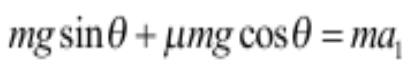 mg sinθ + μmg cosθ = ma₁